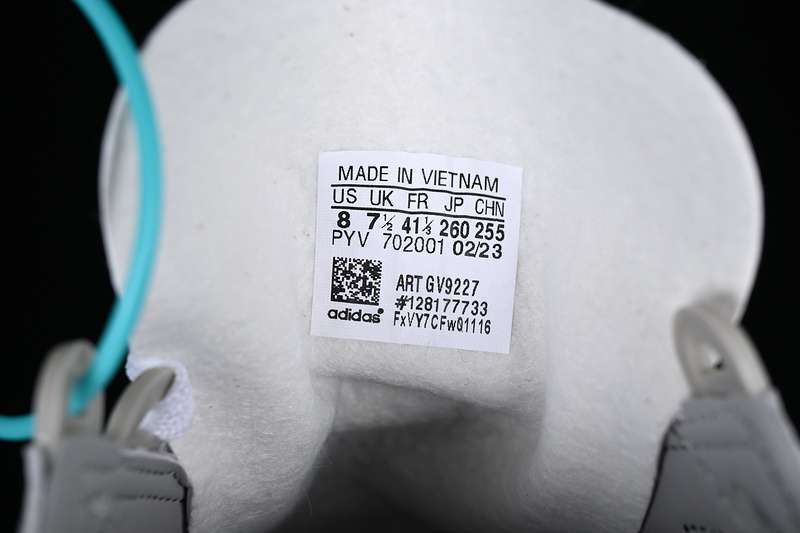 MADE IN VIETNAM
US UK FR JP CHN
8 7½ 41⅓ 260 255
PYV 702001 02/23
ART GV9227
#128177733
adidas® FxVY7CFwQ1116